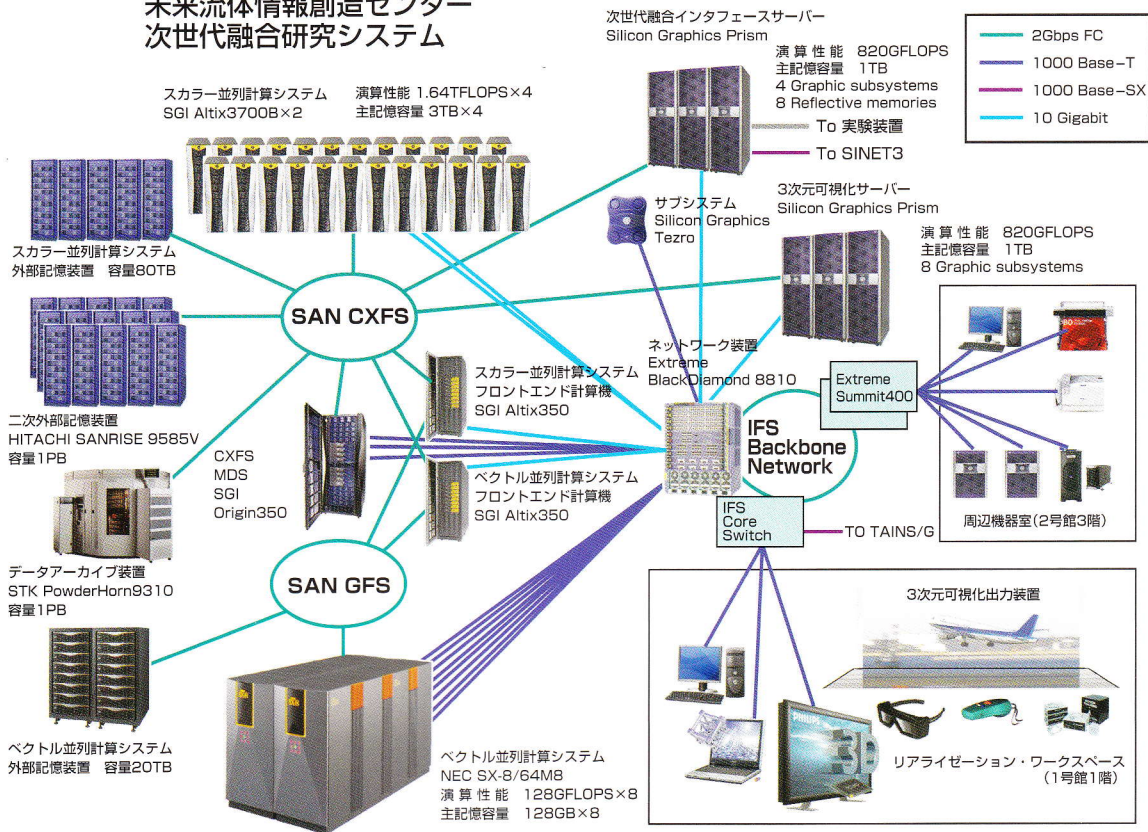 未来流体情報創造センター
次世代融合研究システム
次世代融合インタフェースサーバー
Silicon Graphics Prism
演算性能 820GFLOPS
主記憶容量 1TB
4 Graphic subsystems
8 Reflective memories
To 実験装置
To SINET3
2Gbps FC
1000 Base-T
1000 Base-SX
10 Gigabit
スカラー並列計算システム
SGI Altix3700B×2
演算性能 1.64TFLOPS×4
主記憶容量 3TB×4
スカラー並列計算システム
外部記憶装置 容量80TB
サブシステム
Silicon Graphics
Tezro
3次元可視化サーバー
Silicon Graphics Prism
演算性能 820GFLOPS
主記憶容量 1TB
8 Graphic subsystems
SAN CXFS
二次外部記憶装置
HITACHI SANRISE 9585V
容量1PB
CXFS
MDS
SGI
Origin350
スカラー並列計算システム
フロントエンド計算機
SGI Altix350
ベクトル並列計算システム
フロントエンド計算機
SGI Altix350
ネットワーク装置
Extreme
BlackDiamond 8810
IFS
Backbone
Network
Extreme
Summit400
周辺機器室(2号館3階)
IFS
Core
Switch
TO TAINS/G
データアーカイブ装置
STK PowderHorn9310
容量1PB
SAN GFS
ベクトル並列計算システム
外部記憶装置 容量20TB
ベクトル並列計算システム
NEC SX-8/64M8
演算性能 128GFLOPS×8
主記憶容量 128GB×8
3次元可視化出力装置
PHILIPS
3D
リアライゼーション・ワークスペース
(1号館1階)